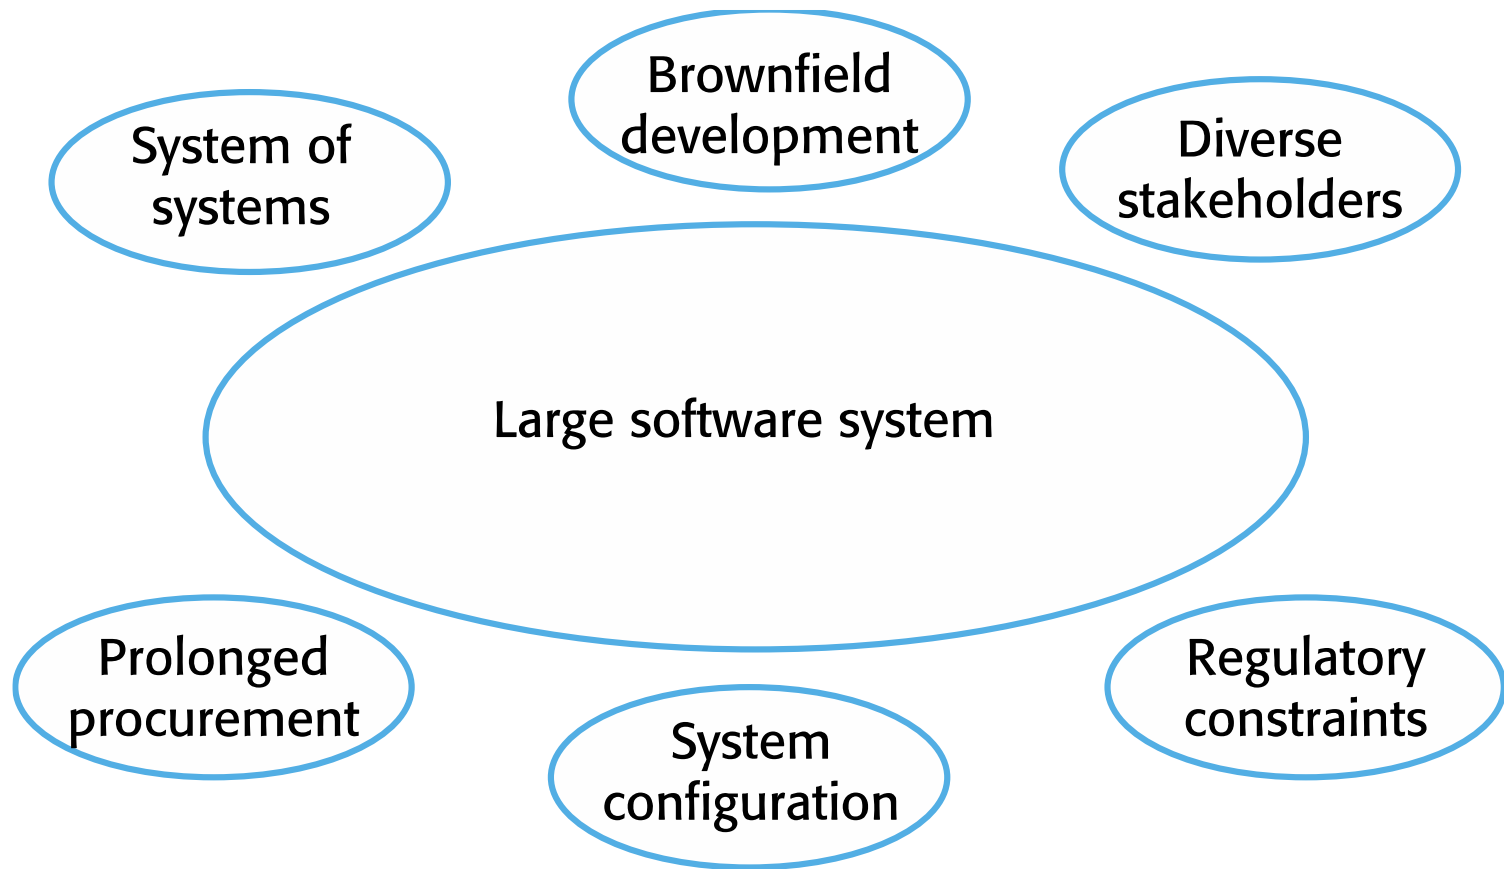 Brownfield
development
System of
systems
Diverse
stakeholders
Large software system
Prolonged
procurement
System
configuration
Regulatory
constraints